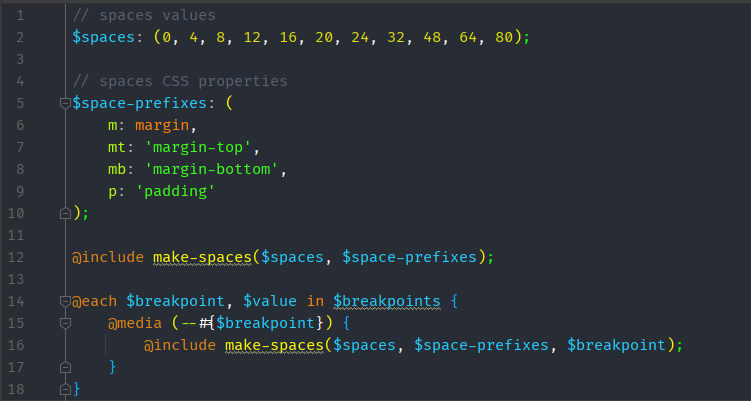 1 // spaces values
2 $spaces: (0, 4, 8, 12, 16, 20, 24, 32, 48, 64, 80);
3
4 // spaces CSS properties
5 $space-prefixes: (
6     m: margin,
7     mt: 'margin-top',
8     mb: 'margin-bottom',
9     p: 'padding'
10 );
11
12 @include make-spaces($spaces, $space-prefixes);
13
14 @each $breakpoint, $value in $breakpoints {
15     @media (--#{$breakpoint}) {
16         @include make-spaces($spaces, $space-prefixes, $breakpoint);
17     }
18 }